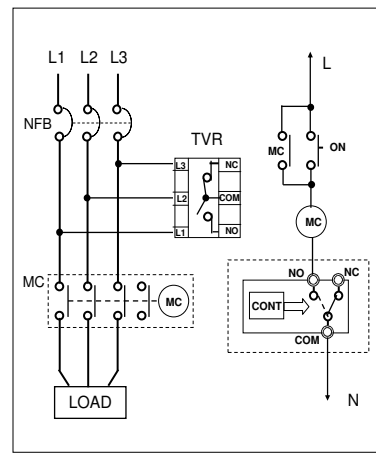 L1 L2 L3
NFB
TVR
L3 NC
L2 COM
L1 NO
MC
MC
LOAD
L
MC ON
MC
NO NC
CONT
COM
N